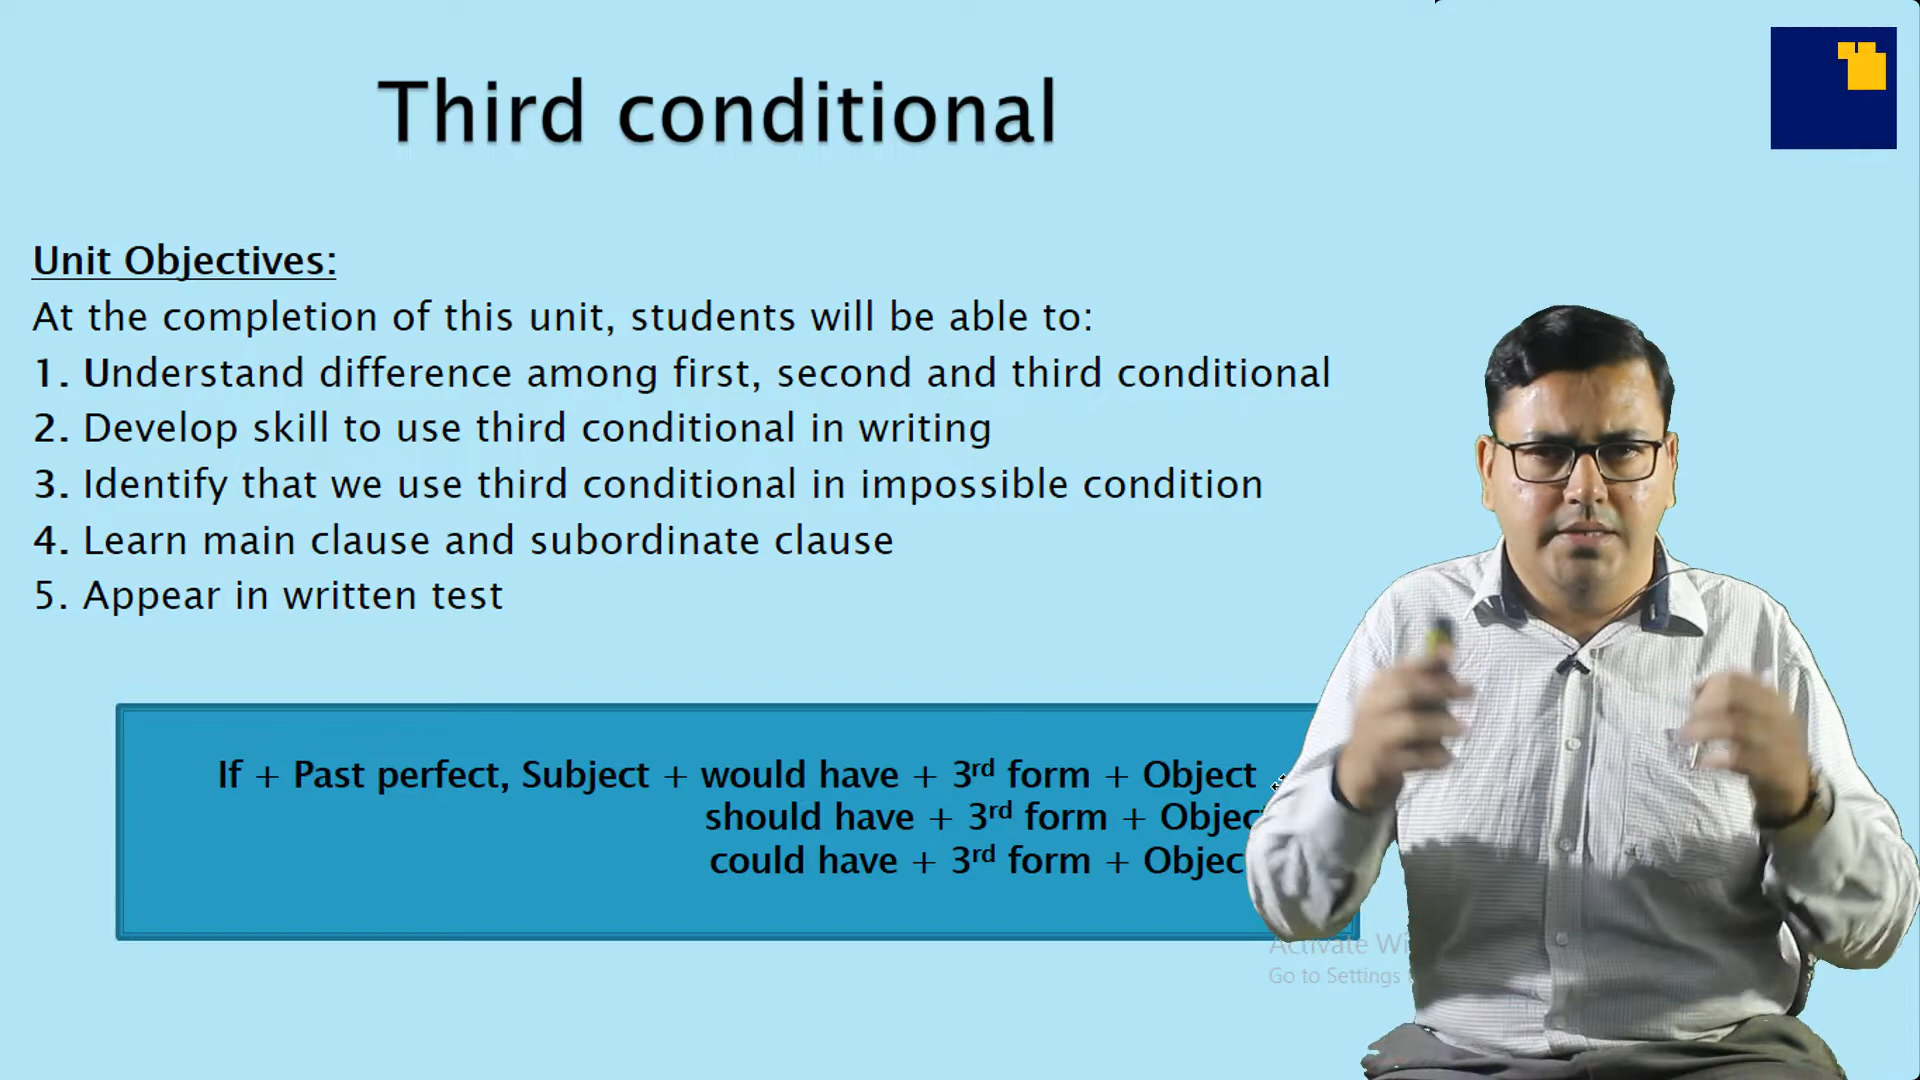 Third conditional
Unit Objectives:
At the completion of this unit, students will be able to:
1. Understand difference among first, second and third conditional
2. Develop skill to use third conditional in writing
3. Identify that we use third conditional in impossible condition
4. Learn main clause and subordinate clause
5. Appear in written test
If + Past perfect, Subject + would have + 3rd form + Object
should have + 3rd form + Object
could have + 3rd form + Object
Activate
Go to Settings